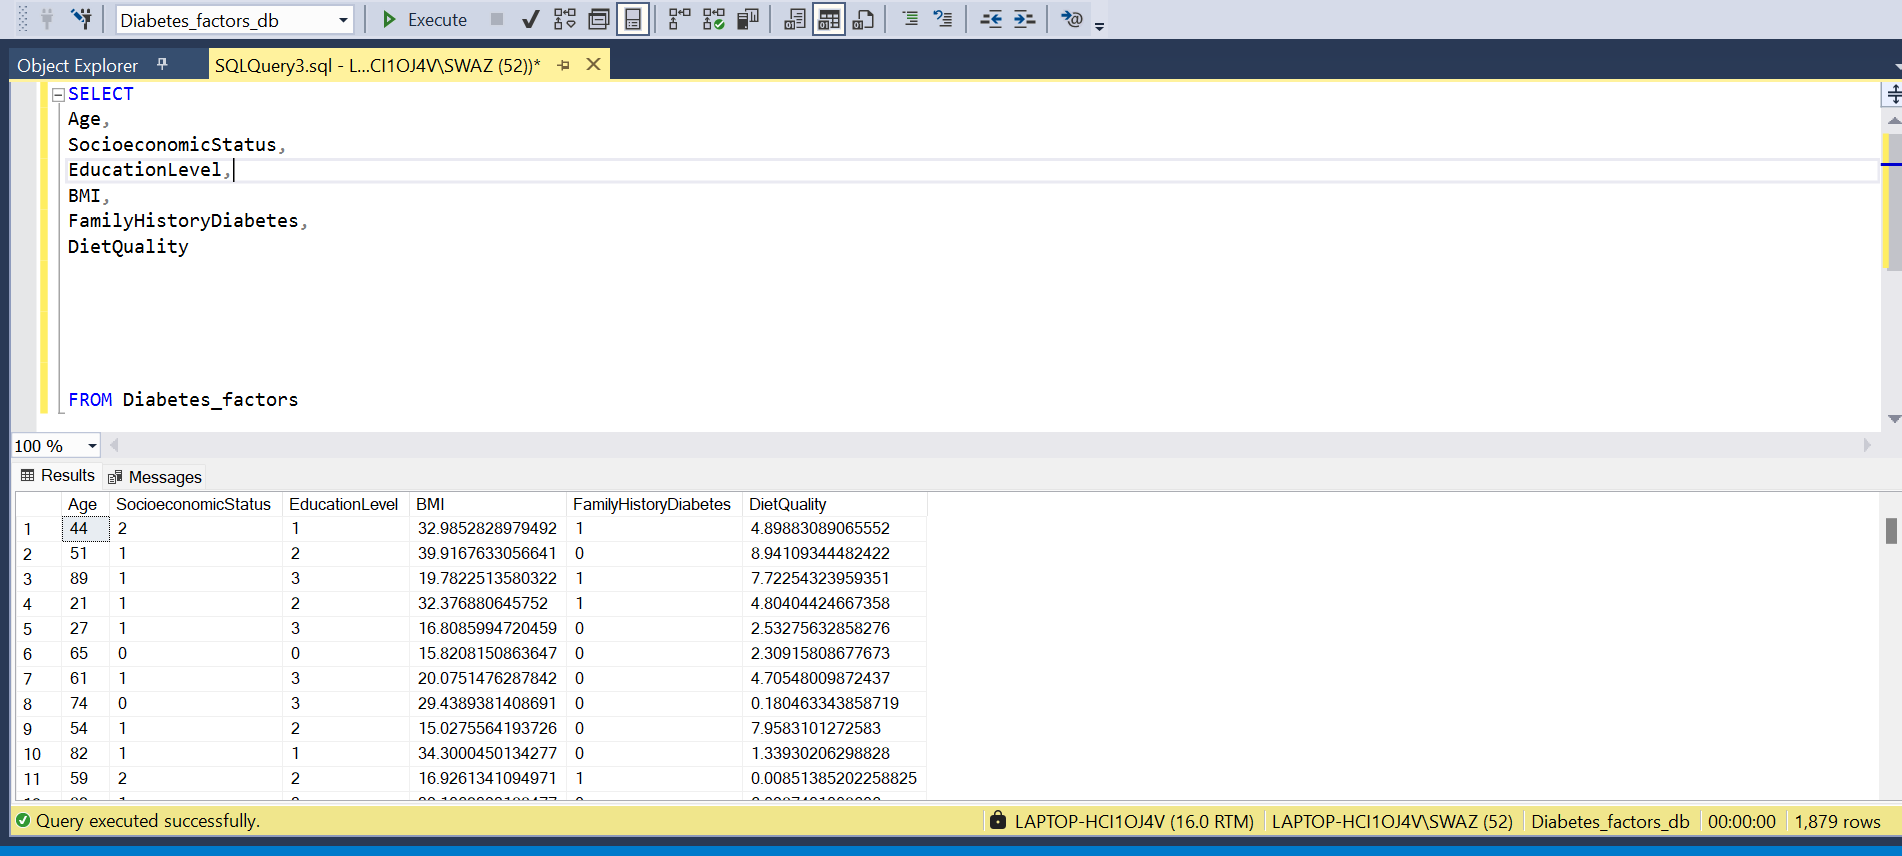 Diabetes_factors_db Execute
Object Explorer SQLQuery3.sql - L...CI1OJ4V\SWAZ (52))*
SELECT
Age,
SocioeconomicStatus,
EducationLevel,
BMI,
FamilyHistoryDiabetes,
DietQuality
FROM Diabetes_factors
100 %
Results Messages
Age SocioeconomicStatus EducationLevel BMI FamilyHistoryDiabetes DietQuality
1 44 2 1 32.9852828979492 1 4.89883089065552
2 51 1 2 39.9167633056641 0 8.94109344482422
3 89 1 3 19.7822513580322 1 7.72254323959351
4 21 1 2 32.376880645752 1 4.80404424667358
5 27 1 3 16.8085994720459 0 2.53275632858276
6 65 0 0 15.8208150863647 0 2.30915808677673
7 61 1 3 20.0751476287842 0 4.70548009872437
8 74 0 3 29.4389381408691 0 0.180463343858719
9 54 1 2 15.0275564193726 0 7.9583101272583
10 82 1 1 34.3000450134277 0 1.33930206298828
11 59 2 2 16.9261341094971 1 0.00851385202258825
Query executed successfully. LAPTOP-HCI1OJ4V (16.0 RTM) LAPTOP-HCI1OJ4V\SWAZ (52) Diabetes_factors_db 00:00:00 1,879 rows